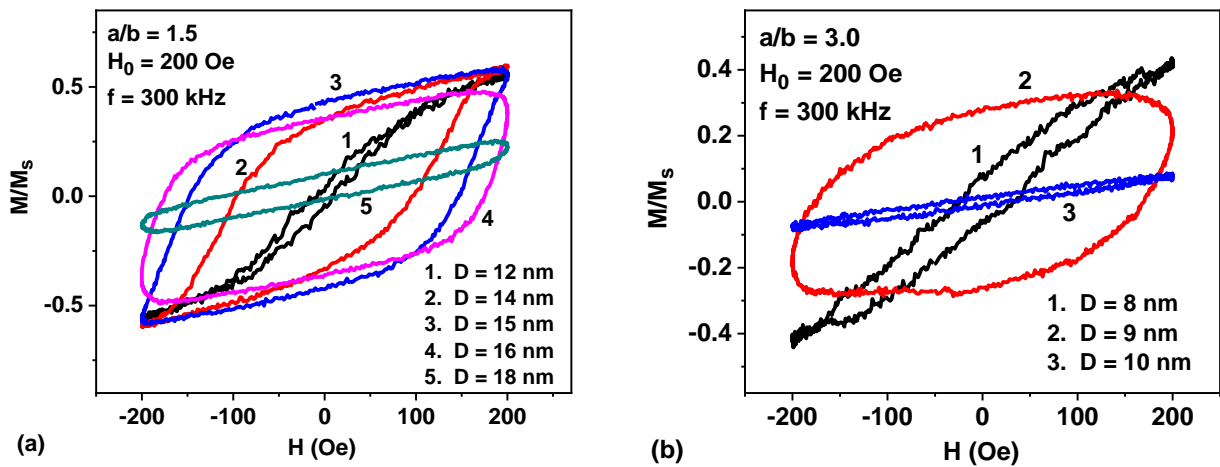 a/b = 1.5
H₀ = 200 Oe
f = 300 kHz
3
1
2
5
4
1. D = 12 nm
2. D = 14 nm
3. D = 15 nm
4. D = 16 nm
5. D = 18 nm
0.5
0.0
-0.5
M/Mₛ
-200 -100 0 100 200
H (Oe)
(a)
a/b = 3.0
H₀ = 200 Oe
f = 300 kHz
2
1
3
1. D = 8 nm
2. D = 9 nm
3. D = 10 nm
0.4
0.2
0.0
-0.2
-0.4
M/Mₛ
-200 -100 0 100 200
H (Oe)
(b)